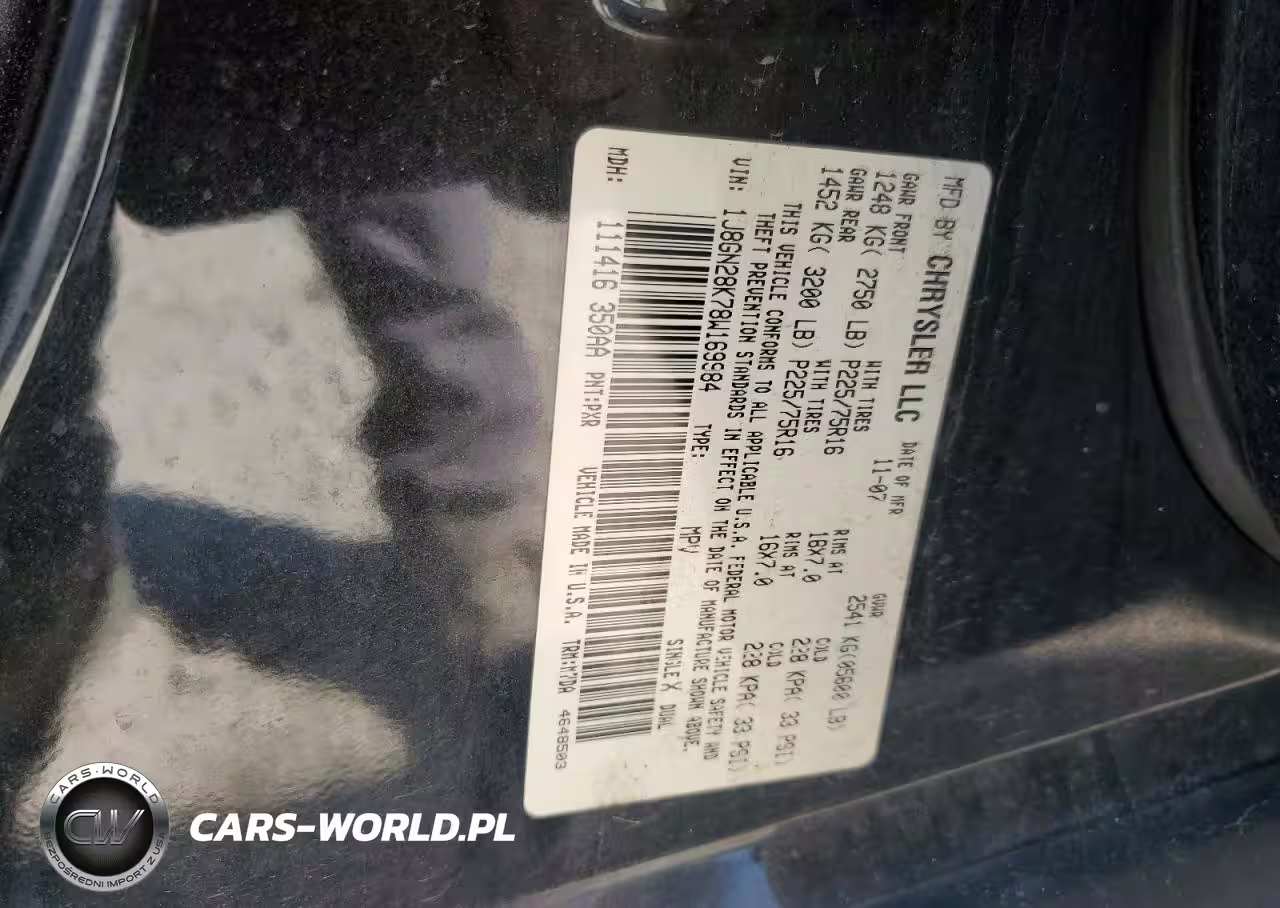 MFD BY CHRYSLER LLC DATE OF MFR GVWR
11-07 2541 KG(05600 LB)
GAWR FRONT WITH TIRES RIMS AT COLD
1248 KG( 2750 LB) P225/75R16 16X7.0 228 KPA( 33 PSI)
GAWR REAR WITH TIRES RIMS AT COLD
1452 KG( 3200 LB) P225/75R16 16X7.0 228 KPA( 33 PSI)
THIS VEHICLE CONFORMS TO ALL APPLICABLE U.S.A. FEDERAL MOTOR VEHICLE SAFETY AND
THEFT PREVENTION STANDARDS IN EFFECT ON THE DATE OF MANUFACTURE SHOWN ABOVE.
VIN: 1J8GN28K78W169984 TYPE: MPV SINGLE X DUAL
MDH: 111416 350AA PNT:PXR VEHICLE MADE IN U.S.A. TRM:M7DA 4648503
CARS-WORLD
CW
BEZPOŚREDNI IMPORT Z USA
CARS-WORLD.PL